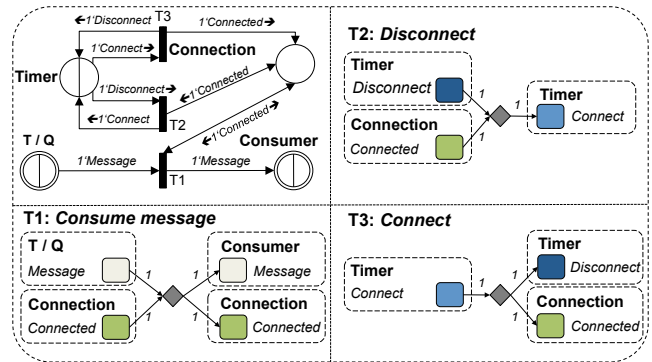 T3
←1'Disconnect
1'Connected→
1'Connect→
Connection
Timer
1'Disconnect→
←1'Connected
←1'Connect
T2
←1'Connected→
T / Q
Consumer
1'Message
1'Message
T1
T2: Disconnect
Timer
Disconnect
1
1
Timer
Connect
Connection
Connected
1
T1: Consume message
T / Q
Message
1
1
Consumer
Message
Connection
Connected
1
1
Connection
Connected
T3: Connect
Timer
Connect
1
1
Timer
Disconnect
1
Connection
Connected